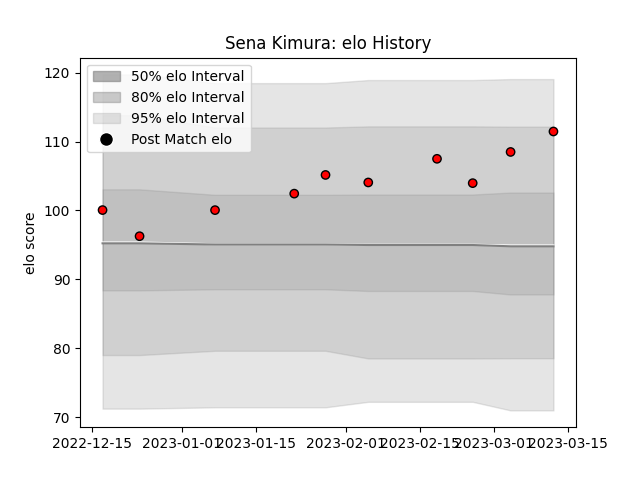 Sena Kimura: elo History
50% elo Interval
80% elo Interval
95% elo Interval
Post Match elo
elo score
120
110
100
90
80
70
2022-12-15 2023-01-01 2023-01-15 2023-02-01 2023-02-15 2023-03-01 2023-03-15